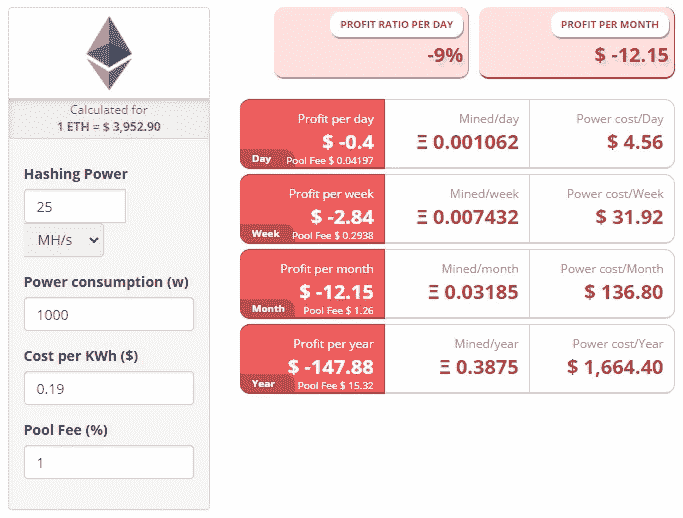 PROFIT RATIO PER DAY
-9%
PROFIT PER MONTH
$ -12.15
Calculated for
1 ETH = $ 3,952.90
Hashing Power
25
MH/s
Power consumption (w)
1000
Cost per KWh ($)
0.19
Pool Fee (%)
1
Profit per day
$ -0.4
Day
Pool Fee $ 0.04197
Mined/day
Ξ 0.001062
Power cost/Day
$ 4.56
Profit per week
$ -2.84
Week
Pool Fee $ 0.2938
Mined/week
Ξ 0.007432
Power cost/Week
$ 31.92
Profit per month
$ -12.15
Month
Pool Fee $ 1.26
Mined/month
Ξ 0.03185
Power cost/Month
$ 136.80
Profit per year
$ -147.88
Year
Pool Fee $ 15.32
Mined/year
Ξ 0.3875
Power cost/Year
$ 1,664.40